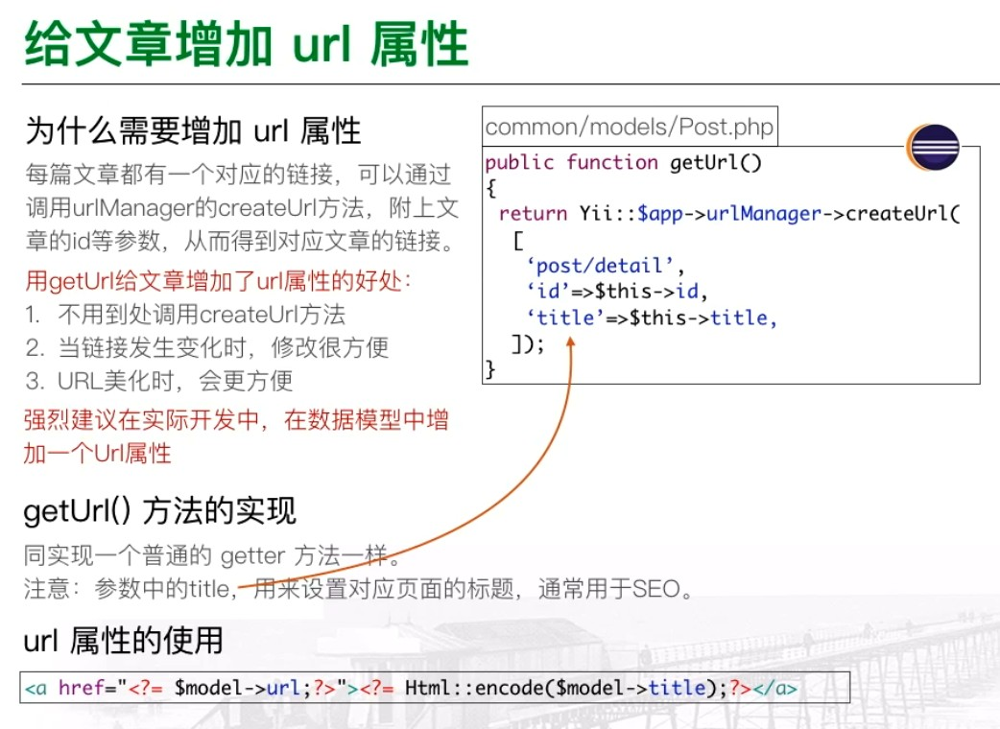 给文章增加 url 属性
为什么需要增加 url 属性
每篇文章都有一个对应的链接，可以通过
调用urlManager的createUrl方法，附上文
章的id等参数，从而得到对应文章的链接。
用getUrl给文章增加了url属性的好处：
1. 不用到处调用createUrl方法
2. 当链接发生变化时，修改很方便
3. URL美化时，会更方便
强烈建议在实际开发中，在数据模型中增
加一个Url属性
common/models/Post.php
public function getUrl()
{
return Yii::$app->urlManager->createUrl(
[
‘post/detail’,
‘id’=>$this->id,
‘title’=>$this->title,
]);
}
getUrl() 方法的实现
同实现一个普通的 getter 方法一样。
注意：参数中的title，用来设置对应页面的标题，通常用于SEO。
url 属性的使用
<a href="<?= $model->url;?>"><?= Html::encode($model->title);?></a>